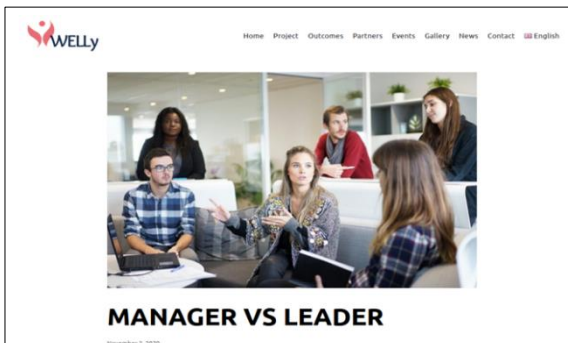 WELLy
Home Project Outcomes Partners Events Gallery News Contact English
MANAGER VS LEADER